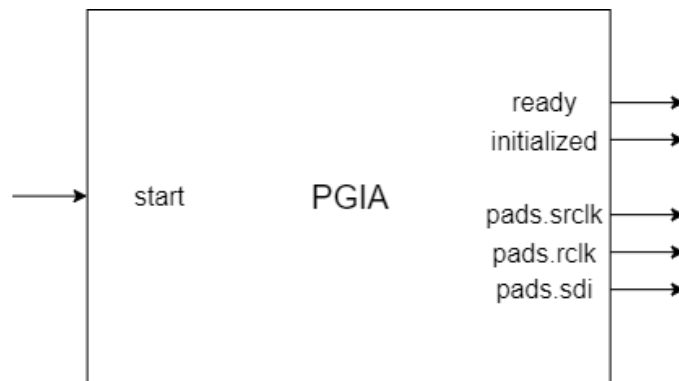 ready
initialized
start
PGIA
pads.srclk
pads.rclk
pads.sdi